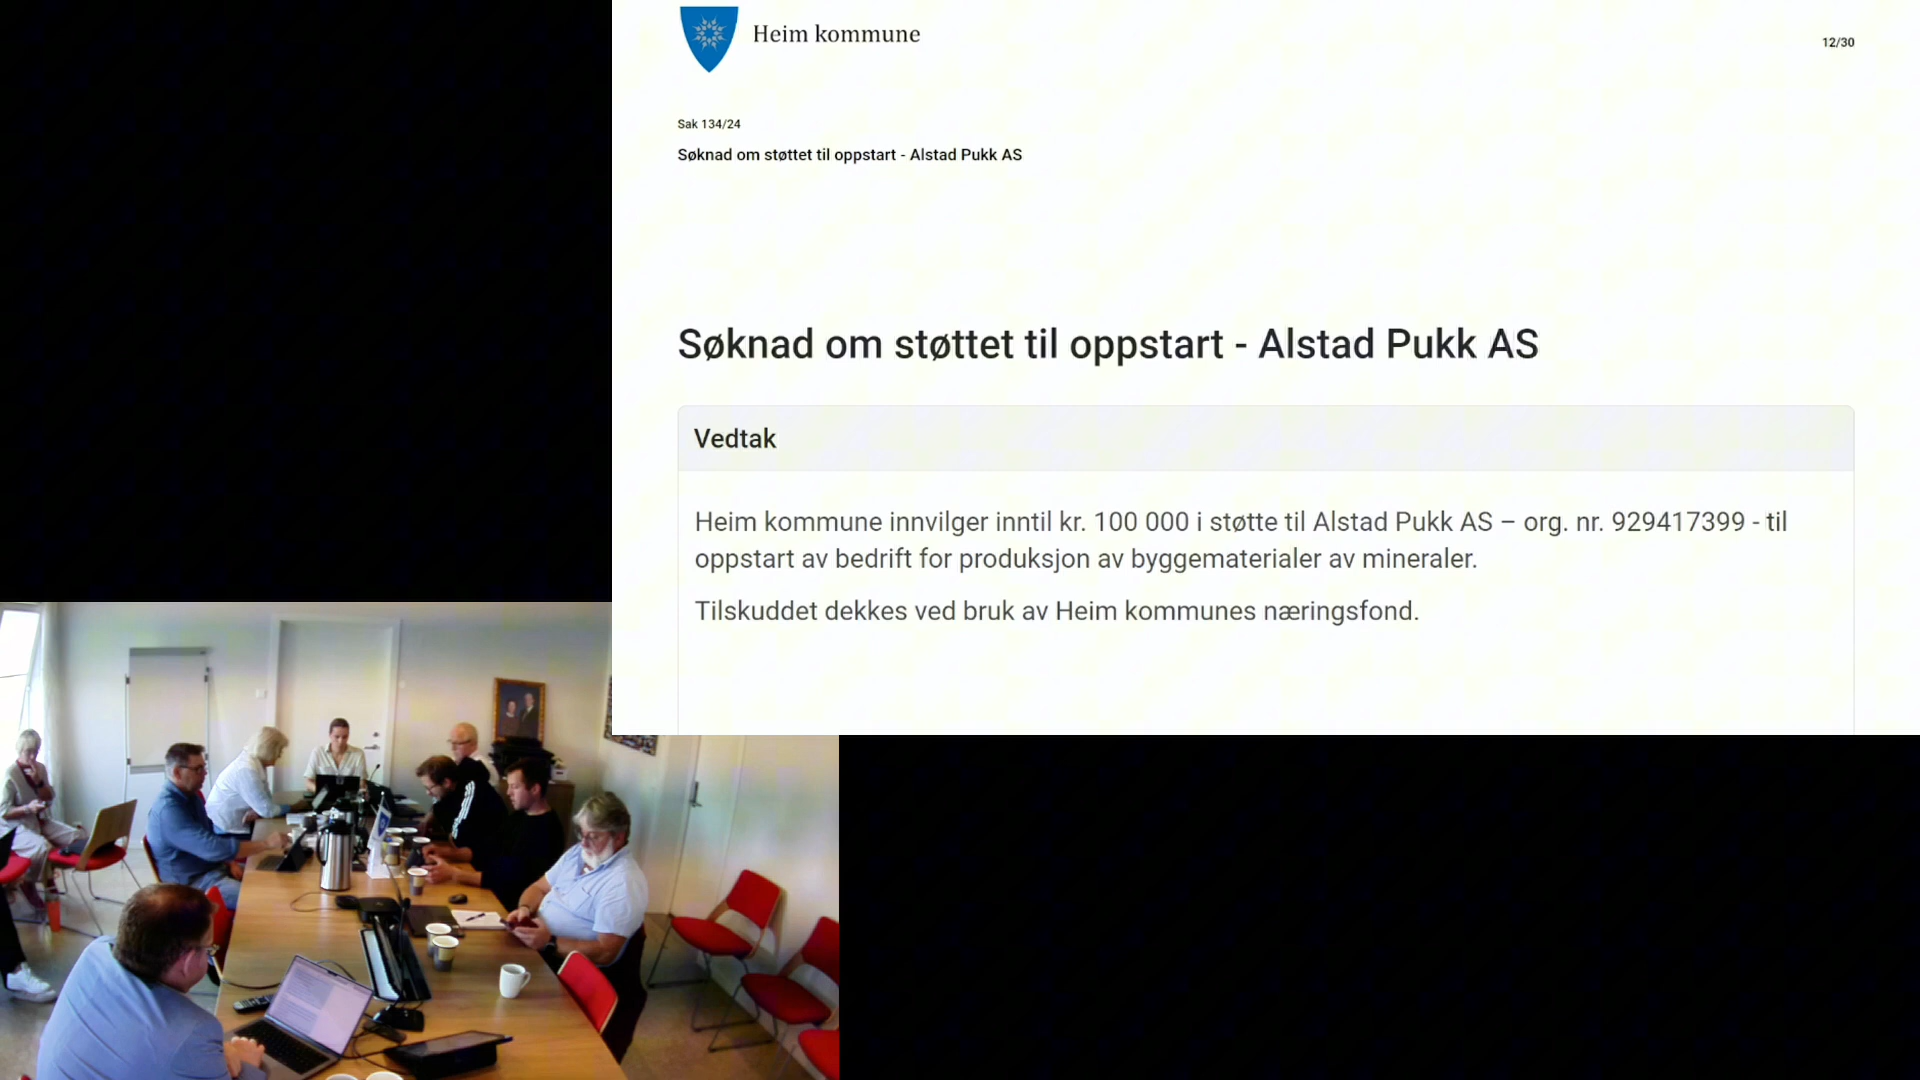 Heim kommune
12/30
Sak 134/24
Søknad om støttet til oppstart - Alstad Pukk AS
Søknad om støttet til oppstart - Alstad Pukk AS
Vedtak
Heim kommune innvilger inntil kr. 100 000 i støtte til Alstad Pukk AS – org. nr. 929417399 - til
oppstart av bedrift for produksjon av byggematerialer av mineraler.
Tilskuddet dekkes ved bruk av Heim kommunes næringsfond.